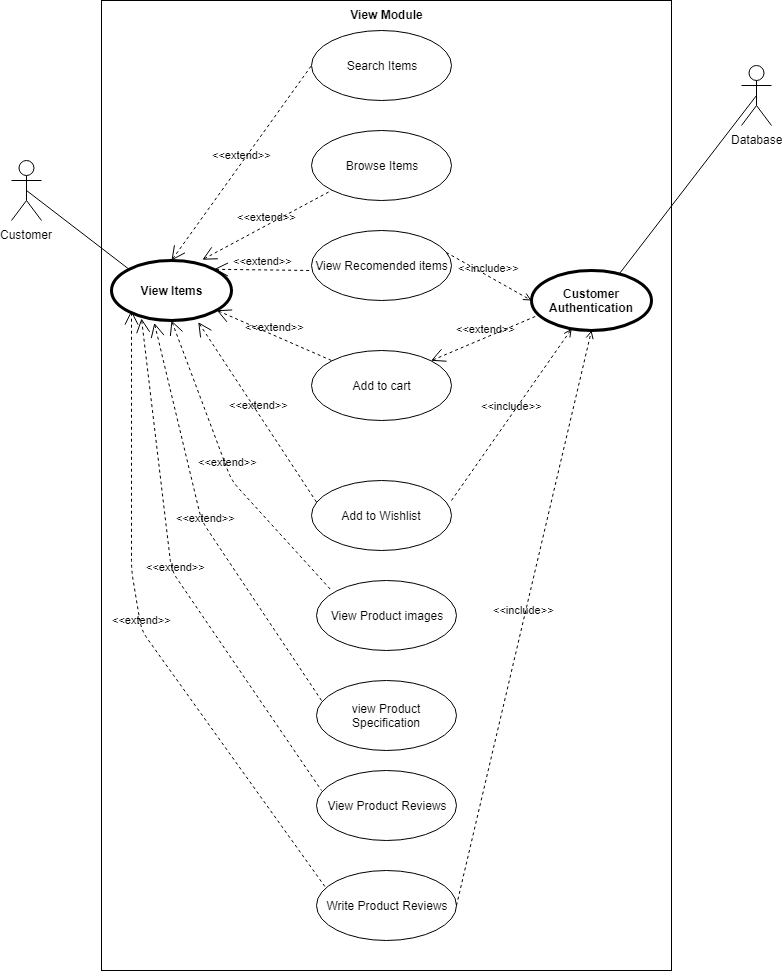 View Module
Search Items
Database
<<extend>>
Browse Items
<<extend>>
Customer
<<extend>>
View Recomended items
<<include>>
View Items
Customer
Authentication
<<extend>>
<<extend>>
Add to cart
<<extend>>
<<include>>
<<extend>>
Add to Wishlist
<<extend>>
<<extend>>
View Product images
<<include>>
<<extend>>
view Product
Specification
View Product Reviews
Write Product Reviews